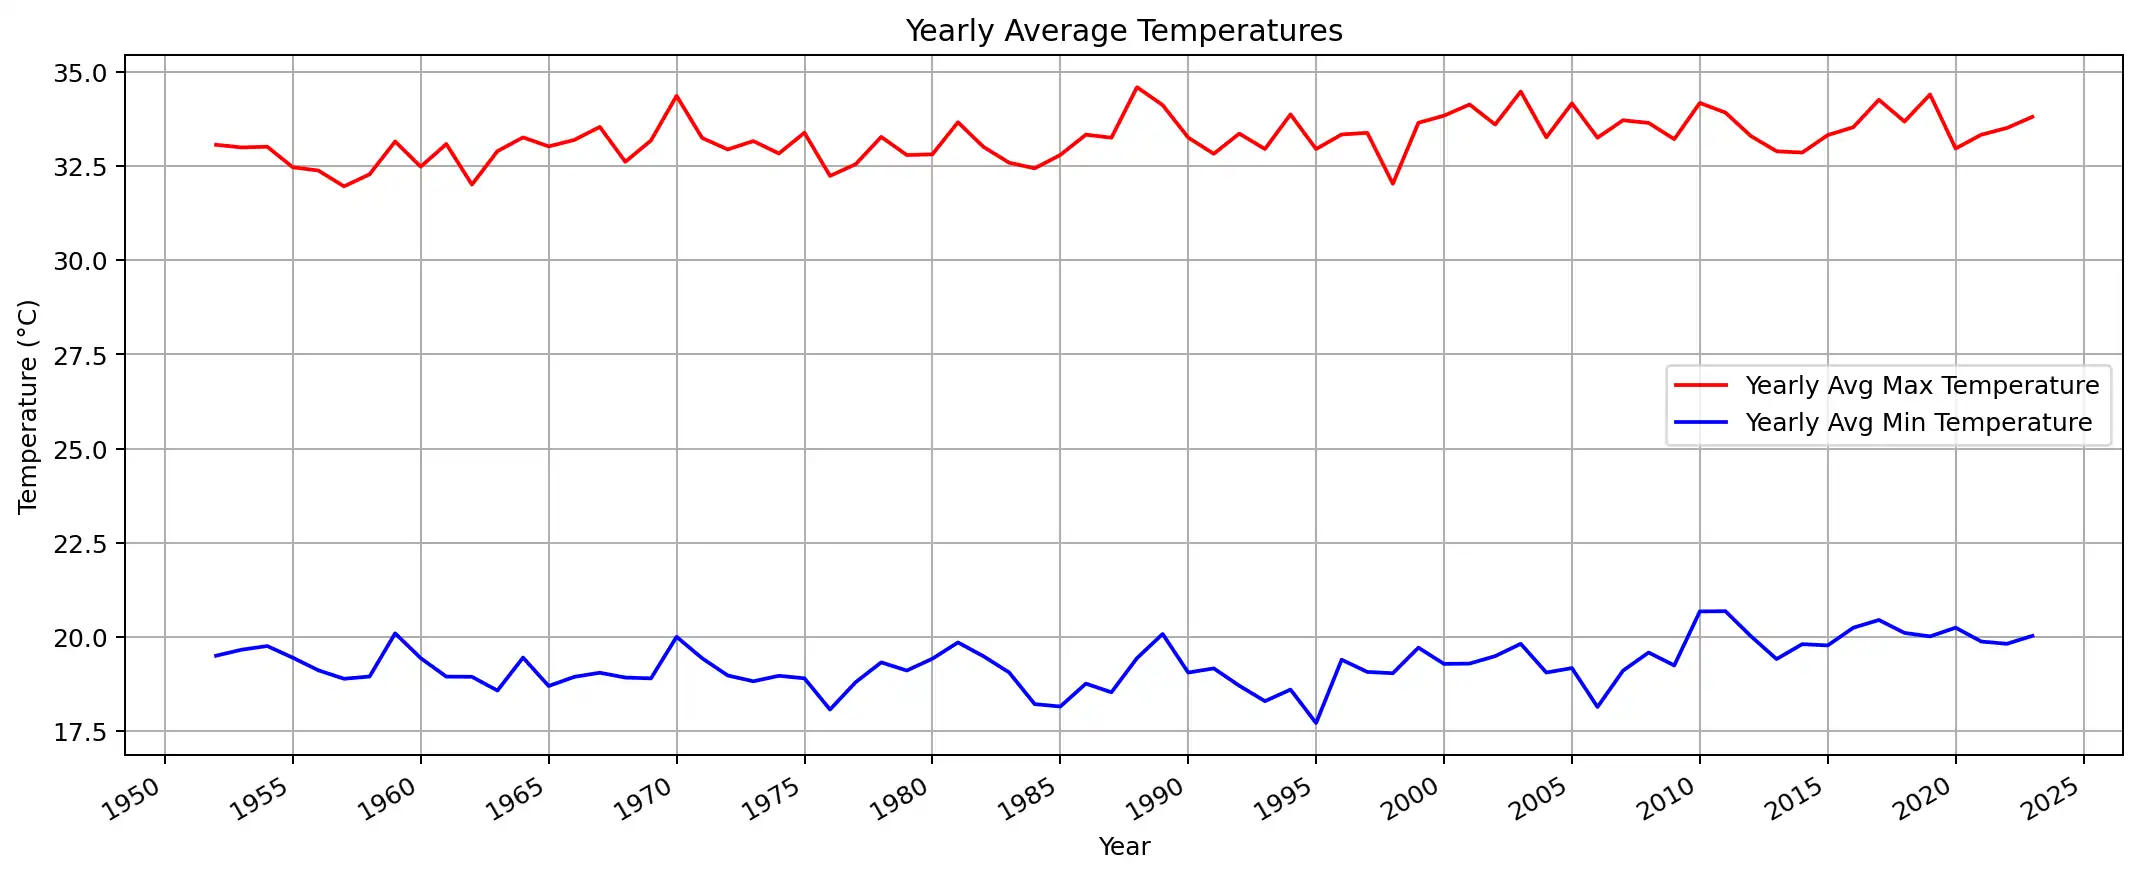 Yearly Average Temperatures
35.0
32.5
30.0
27.5
25.0
22.5
20.0
17.5
Temperature (°C)
Yearly Avg Max Temperature
Yearly Avg Min Temperature
1950 1955 1960 1965 1970 1975 1980 1985 1990 1995 2000 2005 2010 2015 2020 2025
Year